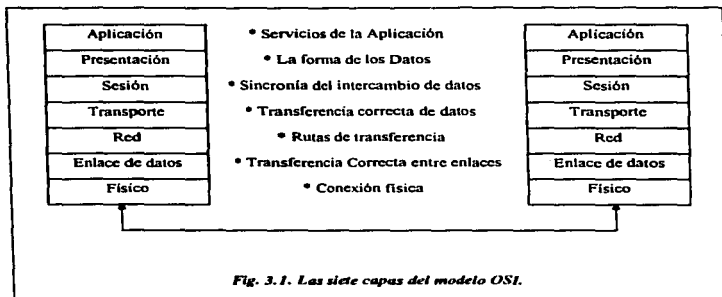 Aplicación * Servicios de la Aplicación Aplicación
Presentación * La forma de los Datos Presentación
Sesión * Sincronía del intercambio de datos Sesión
Transporte * Transferencia correcta de datos Transporte
Red * Rutas de transferencia Red
Enlace de datos * Transferencia Correcta entre enlaces Enlace de datos
Físico * Conexión física Físico
Fig. 3.1. Las siete capas del modelo OSI.